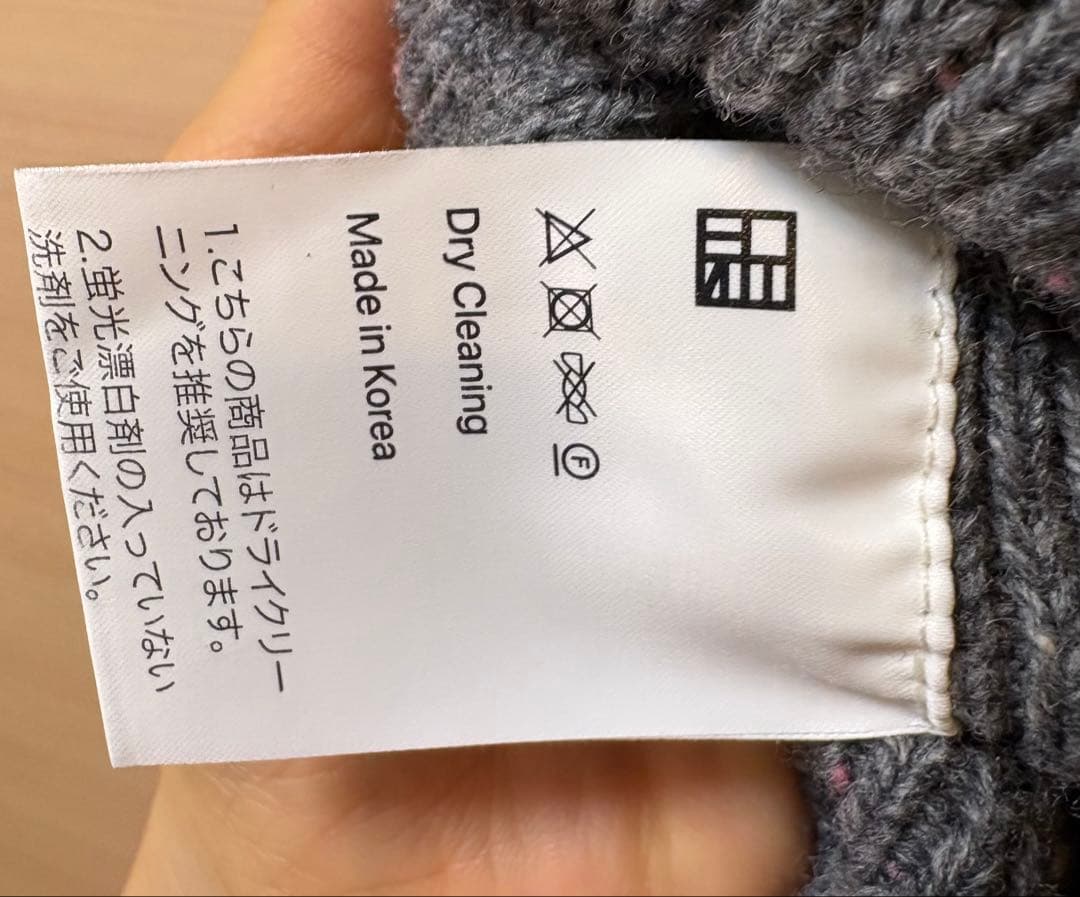 Ⓕ
Dry Cleaning
Made in Korea
1.こちらの商品はドライクリー
ニングを推奨しております。
2.蛍光漂白剤の入っていない
洗剤をご使用ください。